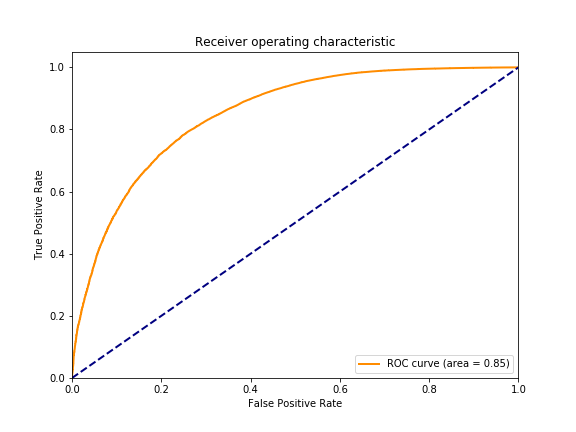 Receiver operating characteristic
1.0
0.8
0.6
0.4
0.2
0.0
True Positive Rate
0.0 0.2 0.4 0.6 0.8 1.0
False Positive Rate
ROC curve (area = 0.85)